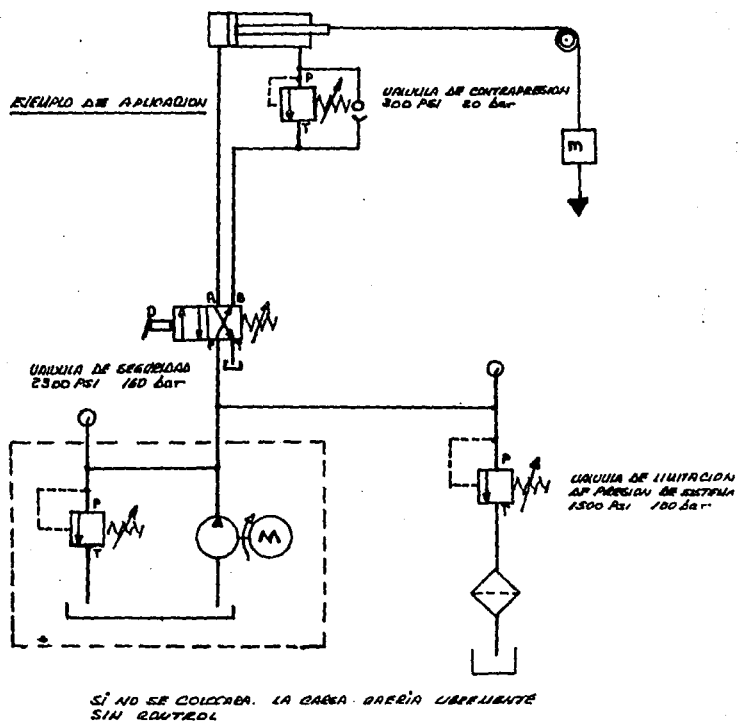 EJEMPLO DE APLICACION
VALVULA DE CONTRAPRESION
300 PSI 20 bar
P
T
m
A B
P T
VALVULA DE SEGURIDAD
2300 PSI 160 bar
P
T
M
P
T
VALVULA DE LIMITACION
DE PRESION DE SISTEMA
1500 PSI 100 bar
SI NO SE COLOCARA. LA CARGA CAERIA LIBREMENTE
SIN CONTROL